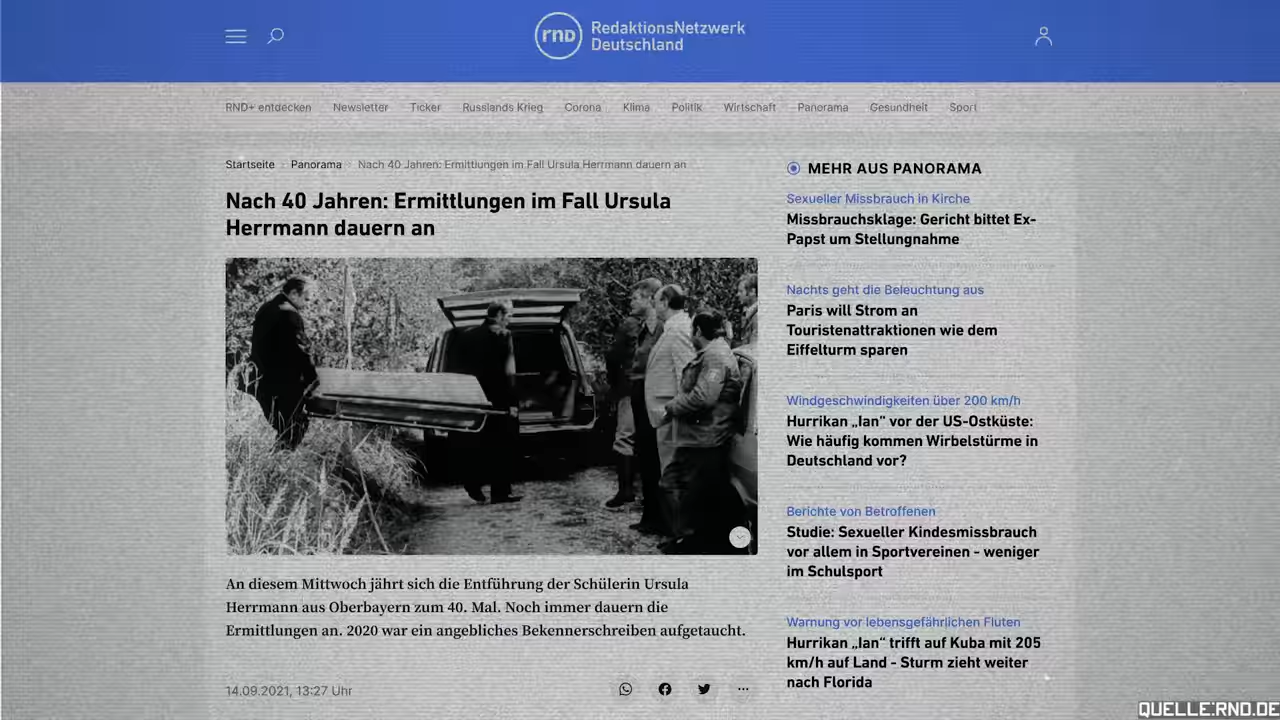 rnd
RedaktionsNetzwerk
Deutschland
RND+ entdecken Newsletter Ticker Russlands Krieg Corona Klima Politik Wirtschaft Panorama Gesundheit Sport
Startseite › Panorama › Nach 40 Jahren: Ermittlungen im Fall Ursula Herrmann dauern an
Nach 40 Jahren: Ermittlungen im Fall Ursula
Herrmann dauern an
An diesem Mittwoch jährt sich die Entführung der Schülerin Ursula
Herrmann aus Oberbayern zum 40. Mal. Noch immer dauern die
Ermittlungen an. 2020 war ein angebliches Bekennerschreiben aufgetaucht.
14.09.2021, 13:27 Uhr
MEHR AUS PANORAMA
Sexueller Missbrauch in Kirche
Missbrauchsklage: Gericht bittet Ex-
Papst um Stellungnahme
Nachts geht die Beleuchtung aus
Paris will Strom an
Touristenattraktionen wie dem
Eiffelturm sparen
Windgeschwindigkeiten über 200 km/h
Hurrikan „Ian“ vor der US-Ostküste:
Wie häufig kommen Wirbelstürme in
Deutschland vor?
Berichte von Betroffenen
Studie: Sexueller Kindesmissbrauch
vor allem in Sportvereinen - weniger
im Schulsport
Warnung vor lebensgefährlichen Fluten
Hurrikan „Ian“ trifft auf Kuba mit 205
km/h auf Land - Sturm zieht weiter
nach Florida
QUELLE:RND.DE